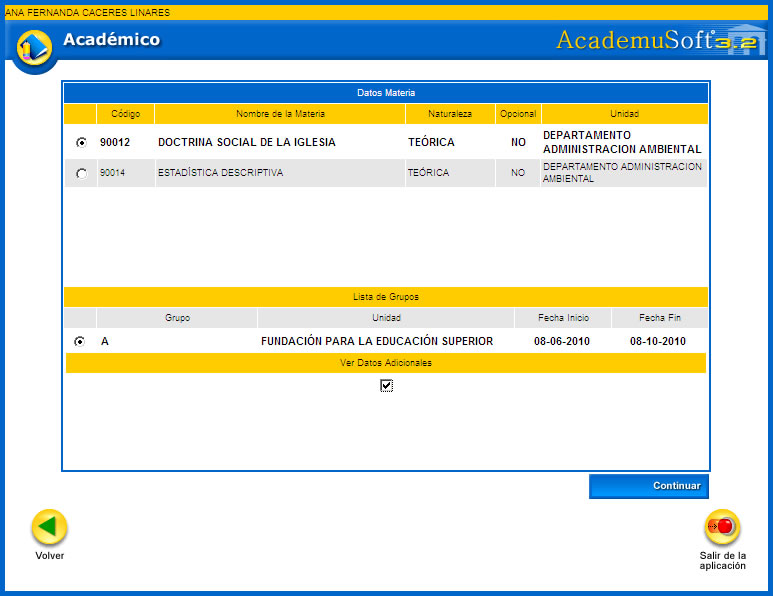 ANA FERNANDA CACERES LINARES
Académico
AcademuSoft 3.2
Datos Materia
Código Nombre de la Materia Naturaleza Opcional Unidad
90012 DOCTRINA SOCIAL DE LA IGLESIA TEÓRICA NO DEPARTAMENTO
ADMINISTRACION AMBIENTAL
90014 ESTADÍSTICA DESCRIPTIVA TEÓRICA NO DEPARTAMENTO ADMINISTRACION
AMBIENTAL
Lista de Grupos
Grupo Unidad Fecha Inicio Fecha Fin
A FUNDACIÓN PARA LA EDUCACIÓN SUPERIOR 08-06-2010 08-10-2010
Ver Datos Adicionales
Continuar
Volver
Salir de la
aplicación